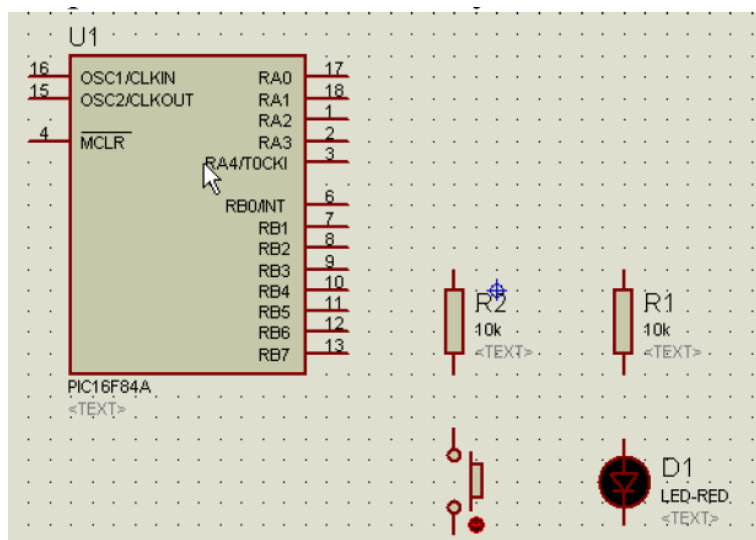 U1
16 OSC1/CLKIN RA0 17
15 OSC2/CLKOUT RA1 18
RA2 1
4 MCLR RA3 2
RA4/T0CKI 3
RB0/INT 6
RB1 7
RB2 8
RB3 9
RB4 10
RB5 11
RB6 12
RB7 13
PIC16F84A
<TEXT>
R2
10k
<TEXT>
R1
10k
<TEXT>
D1
LED-RED
<TEXT>